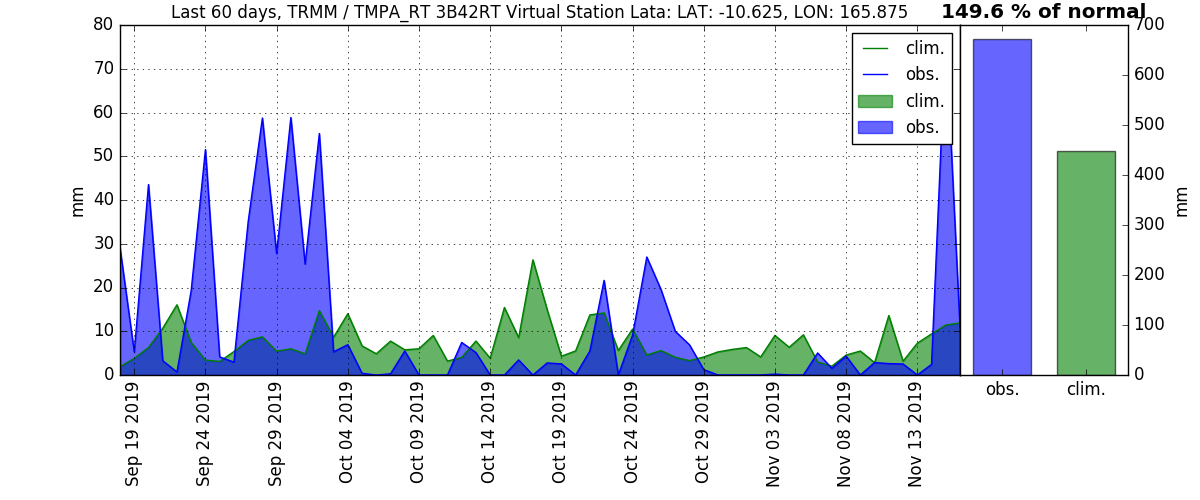 Last 60 days, TRMM / TMPA_RT 3B42RT Virtual Station Lata: LAT: -10.625, LON: 165.875
149.6 % of normal
80
70
60
50
40
30
20
10
0
mm
clim.
obs.
clim.
obs.
700
600
500
400
300
200
100
0
mm
obs.
clim.
Sep 19 2019
Sep 24 2019
Sep 29 2019
Oct 04 2019
Oct 09 2019
Oct 14 2019
Oct 19 2019
Oct 24 2019
Oct 29 2019
Nov 03 2019
Nov 08 2019
Nov 13 2019